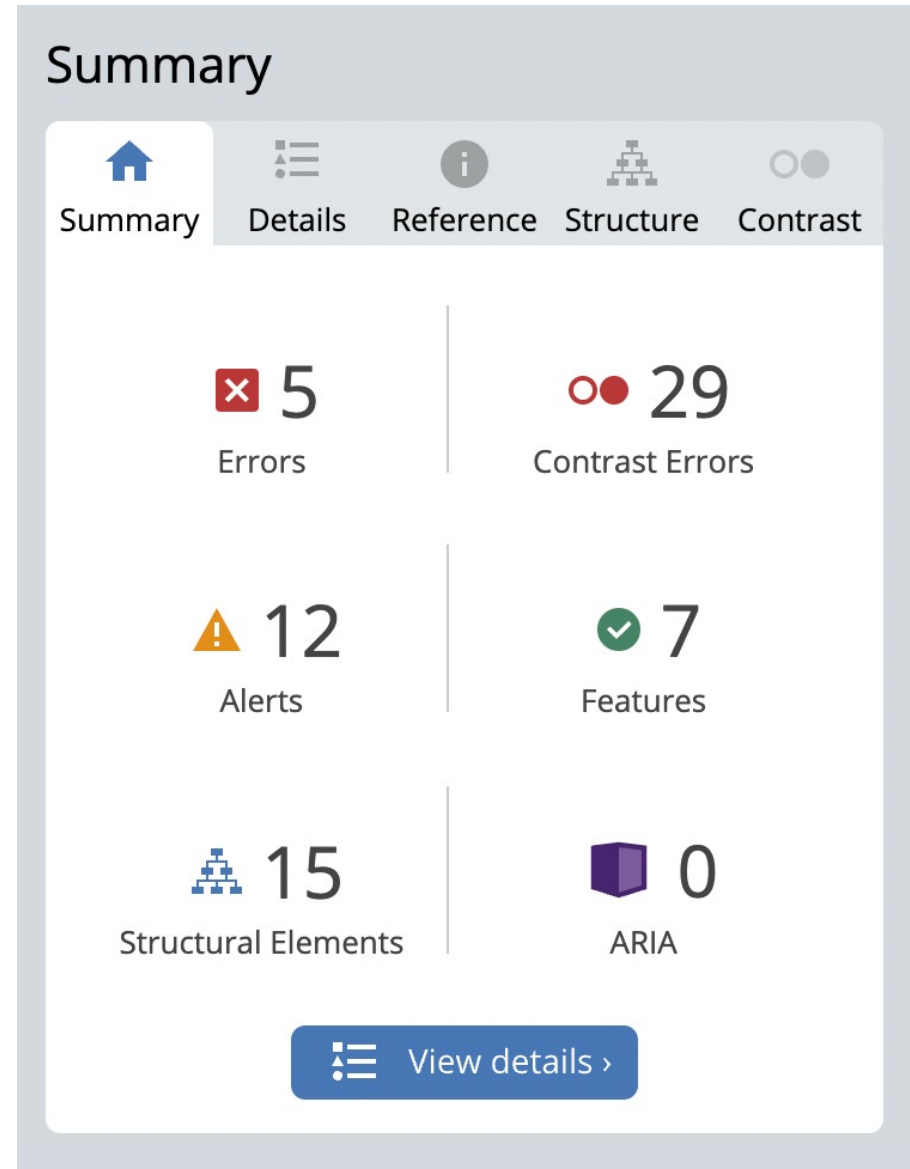 Summary
Summary Details Reference Structure Contrast
5 29
Errors Contrast Errors
12 7
Alerts Features
15 0
Structural Elements ARIA
View details ›